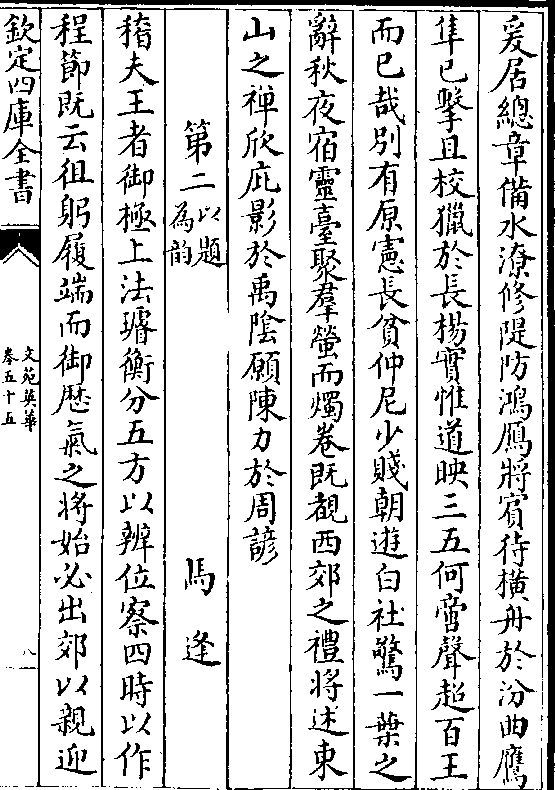 爰居總章備水潦修隄防鴻鴈將賓待横舟於汾曲鷹
隼已擊且校獵於長楊實惟道映三五何啻聲超百王
而已哉别有原憲長貧仲尼少賤朝遊白社驚一葉之
辭秋夜宿靈臺聚羣螢而燭卷既覩西郊之禮將述東
山之禪欣庇影於禹陰願陳力於周諺
第二以題為韵 馬逢
稽夫王者御極上法璿衡分五方以辨位察四時以作
程節既云徂躬履端而御歴氣之將始必出郊以親迎
欽定四庫全書
文苑英華
卷五十五
八